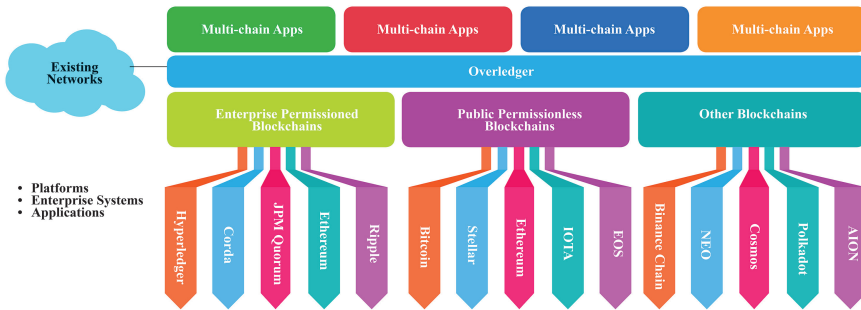 Multi-chain Apps
Multi-chain Apps
Multi-chain Apps
Multi-chain Apps
Existing
Networks
Overledger
Enterprise Permissioned
Blockchains
Public Permissionless
Blockchains
Other Blockchains
• Platforms
• Enterprise Systems
• Applications
Hyperledger
Corda
JPM Quorum
Ethereum
Ripple
Bitcoin
Stellar
Ethereum
IOTA
EOS
Binance Chain
NEO
Cosmos
Polkadot
AION